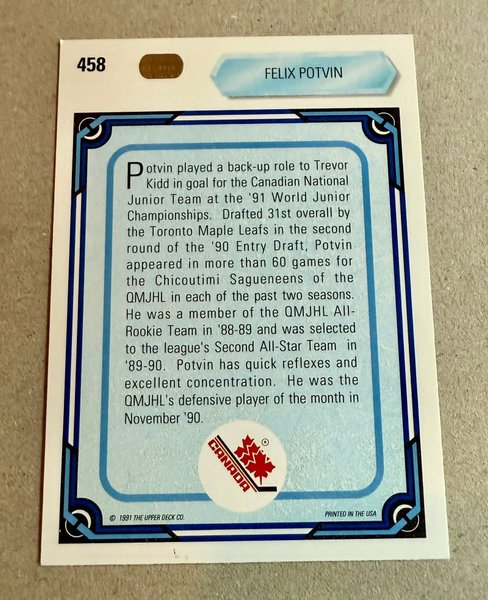 458
FELIX POTVIN
Potvin played a back-up role to Trevor
Kidd in goal for the Canadian National
Junior Team at the '91 World Junior
Championships. Drafted 31st overall by
the Toronto Maple Leafs in the second
round of the '90 Entry Draft, Potvin
appeared in more than 60 games for
the Chicoutimi Sagueneens of the
QMJHL in each of the past two seasons.
He was a member of the QMJHL All-
Rookie Team in '88-89 and was selected
to the league's Second All-Star Team in
'89-90. Potvin has quick reflexes and
excellent concentration. He was the
QMJHL's defensive player of the month in
November '90.
CANADA
®
© 1991 THE UPPER DECK CO.
PRINTED IN THE USA